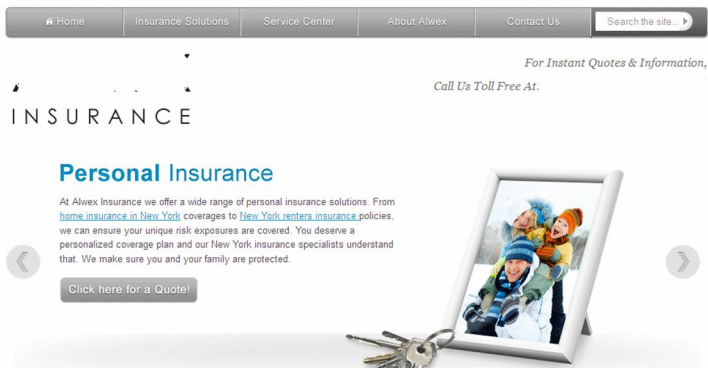 Home
Insurance Solutions
Service Center
About Alwex
Contact Us
Search the site...
For Instant Quotes & Information,
Call Us Toll Free At.
INSURANCE
Personal Insurance
At Alwex Insurance we offer a wide range of personal insurance solutions. From
home insurance in New York coverages to New York renters insurance policies,
we can ensure your unique risk exposures are covered. You deserve a
personalized coverage plan and our New York insurance specialists understand
that. We make sure you and your family are protected.
Click here for a Quote!